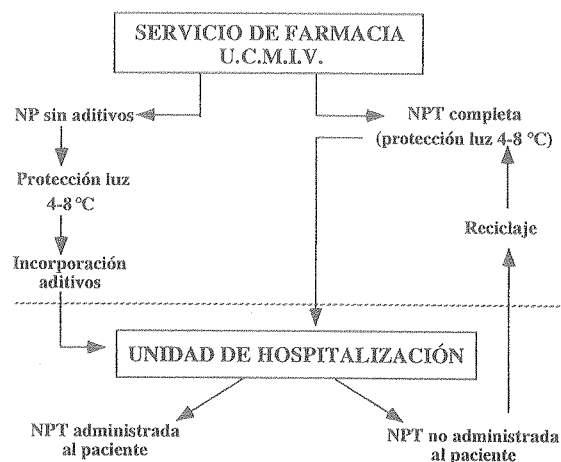 SERVICIO DE FARMACIA
U.C.M.I.V.
NP sin aditivos
NPT completa
(protección luz 4-8 °C)
Protección luz
4-8 °C
Reciclaje
Incorporación
aditivos
UNIDAD DE HOSPITALIZACIÓN
NPT administrada
al paciente
NPT no administrada
al paciente